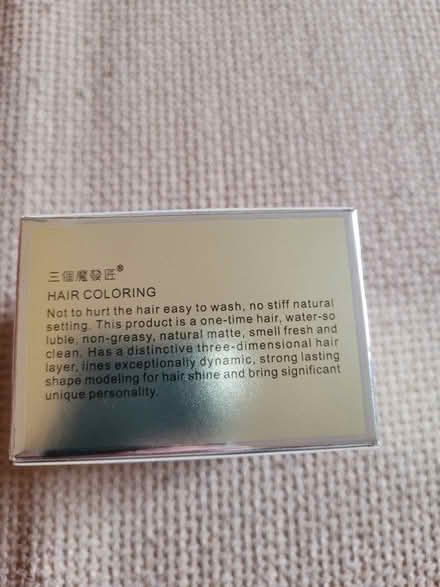 三個魔發匠®
HAIR COLORING
Not to hurt the hair easy to wash, no stiff natural
setting. This product is a one-time hair, water-so
luble, non-greasy, natural matte, smell fresh and
clean. Has a distinctive three-dimensional hair
layer, lines exceptionally dynamic, strong lasting
shape modeling for hair shine and bring significant
unique personality.